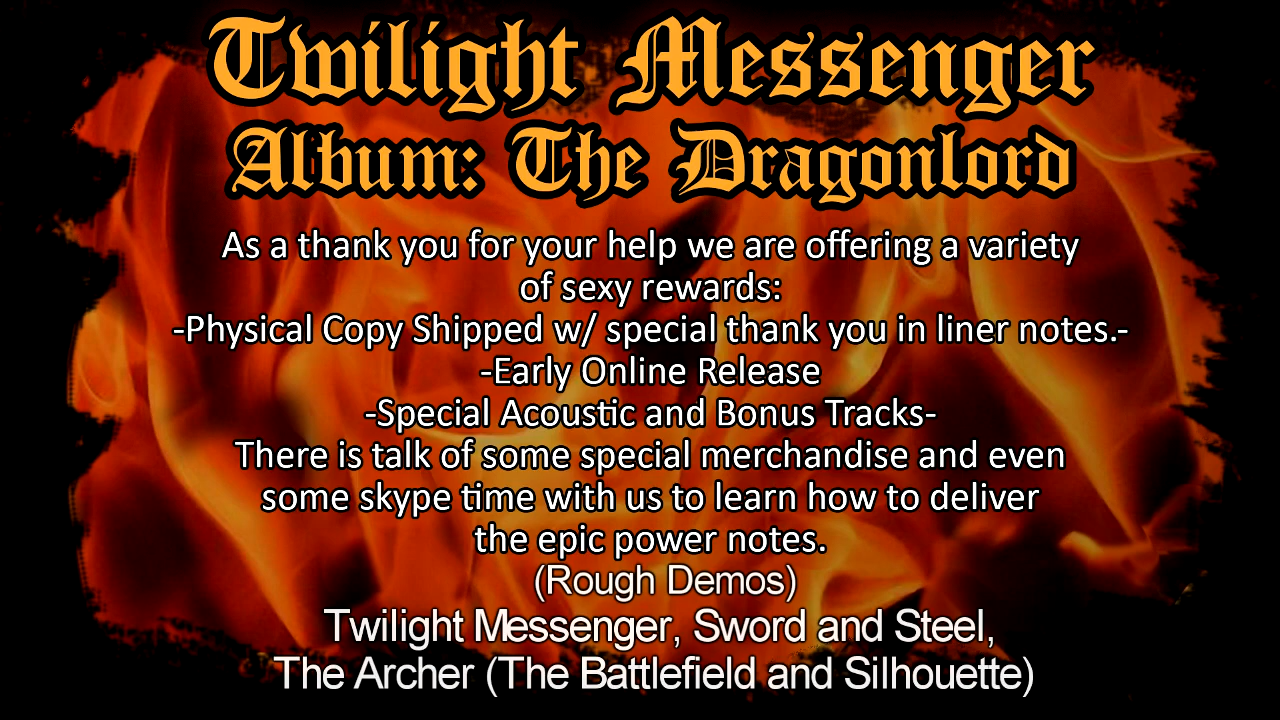 Twilight Messenger
Album: The Dragonlord
As a thank you for your help we are offering a variety
of sexy rewards:
-Physical Copy Shipped w/ special thank you in liner notes.-
-Early Online Release
-Special Acoustic and Bonus Tracks-
There is talk of some special merchandise and even
some skype time with us to learn how to deliver
the epic power notes.
(Rough Demos)
Twilight Messenger, Sword and Steel,
The Archer (The Battlefield and Silhouette)